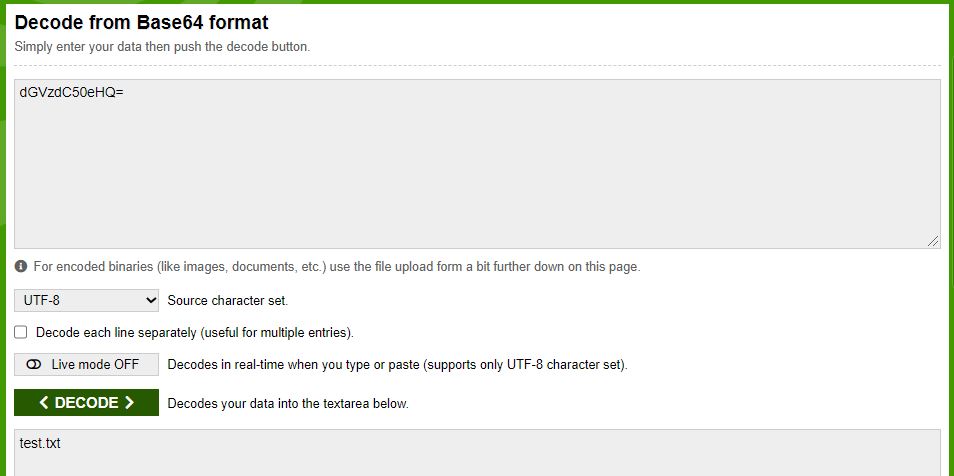 Decode from Base64 format
Simply enter your data then push the decode button.
dGVzdC50eHQ=
For encoded binaries (like images, documents, etc.) use the file upload form a bit further down on this page.
UTF-8 Source character set.
Decode each line separately (useful for multiple entries).
Live mode OFF Decodes in real-time when you type or paste (supports only UTF-8 character set).
< DECODE > Decodes your data into the textarea below.
test.txt